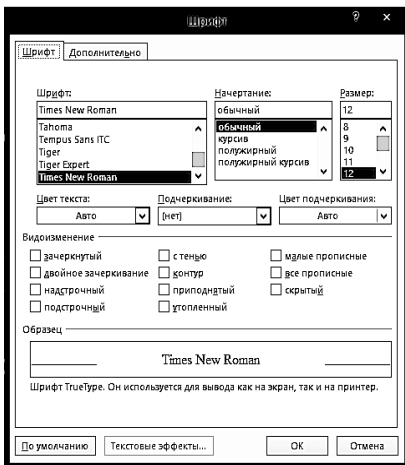 Шрифт ? ×
Шрифт Дополнительно
Шрифт: Начертание: Размер:
Times New Roman обычный 12
Tahoma обычный 8
Tempus Sans ITC курсив 9
Tiger полужирный 10
Tiger Expert полужирный курсив 11
Times New Roman 12
Цвет текста: Подчеркивание: Цвет подчеркивания:
Авто (нет) Авто
Видоизменение
зачеркнутый с тенью малые прописные
двойное зачеркивание контур все прописные
надстрочный приподнятый скрытый
подстрочный утопленный
Образец
Times New Roman
Шрифт TrueType. Он используется для вывода как на экран, так и на принтер.
По умолчанию Текстовые эффекты... ОК Отмена